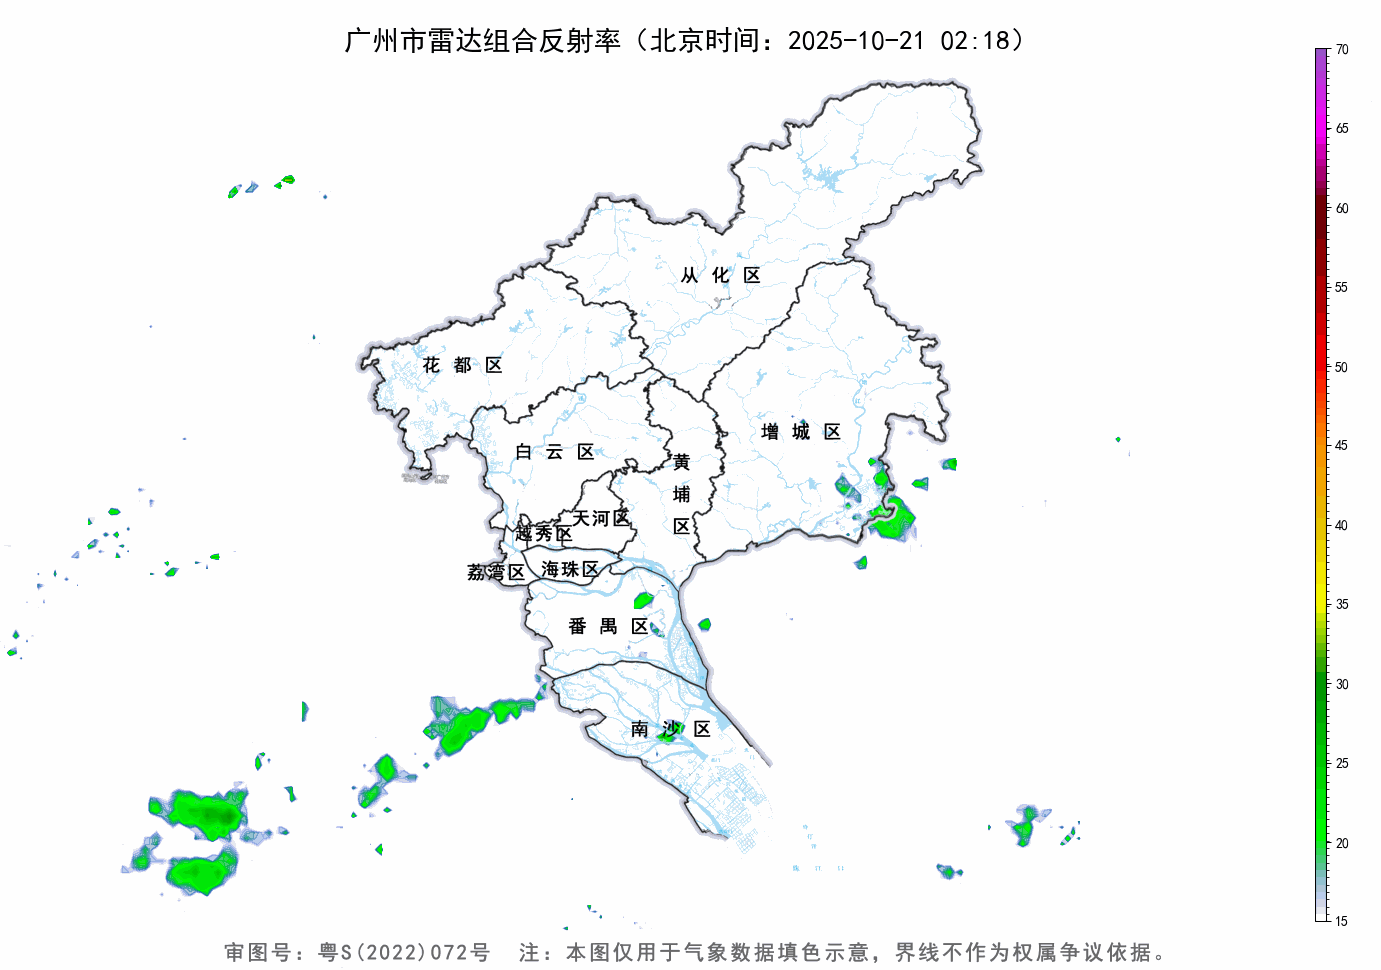 广州市雷达组合反射率（北京时间：2025-10-21 02:18）
70
65
60
55
50
45
40
35
30
25
20
15
从化区
花都区
增城区
白云区
黄埔区
天河区
越秀区
海珠区
荔湾区
番禺区
南沙区
审图号：粤S(2022)072号 注：本图仅用于气象数据填色示意，界线不作为权属争议依据。